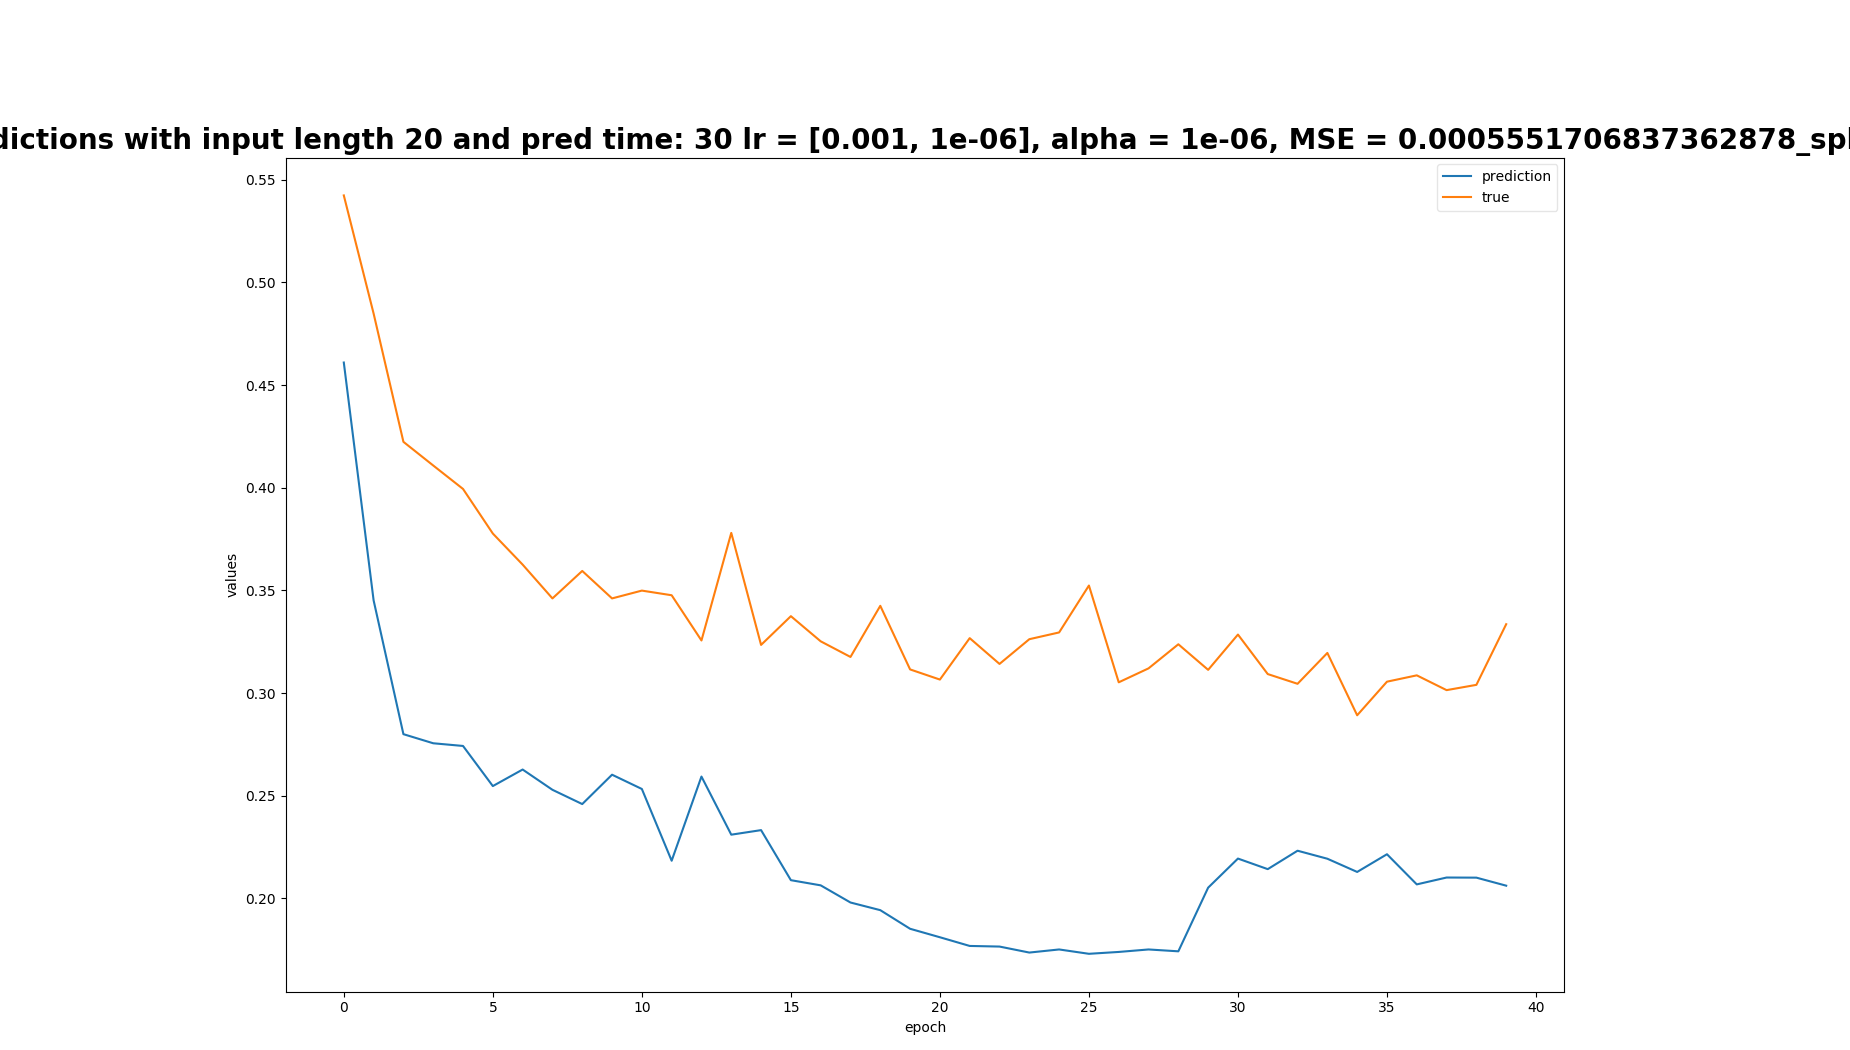 dictions with input length 20 and pred time: 30 lr = [0.001, 1e-06], alpha = 1e-06, MSE = 0.0005551706837362878_spl
prediction
true
0.55
0.50
0.45
0.40
0.35
0.30
0.25
0.20
values
0 5 10 15 20 25 30 35 40
epoch